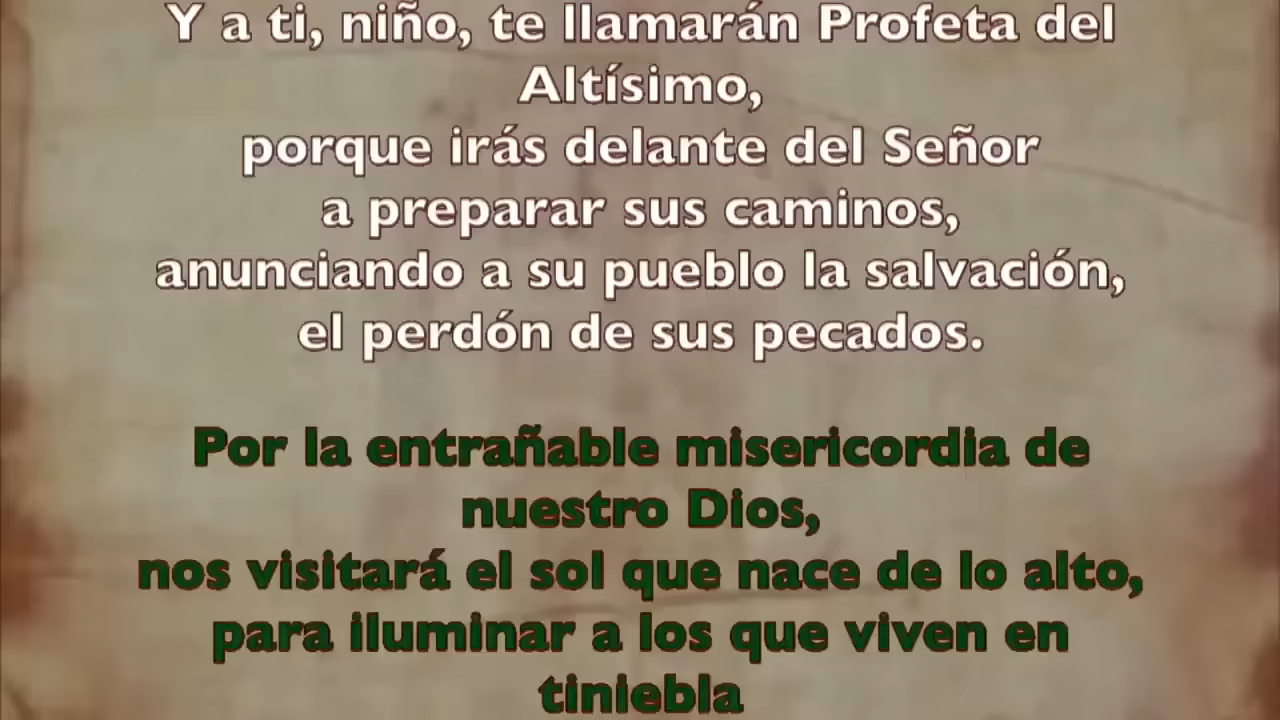 Y a ti, niño, te llamarán Profeta del
Altísimo,
porque irás delante del Señor
a preparar sus caminos,
anunciando a su pueblo la salvación,
el perdón de sus pecados.
Por la entrañable misericordia de
nuestro Dios,
nos visitará el sol que nace de lo alto,
para iluminar a los que viven en
tiniebla